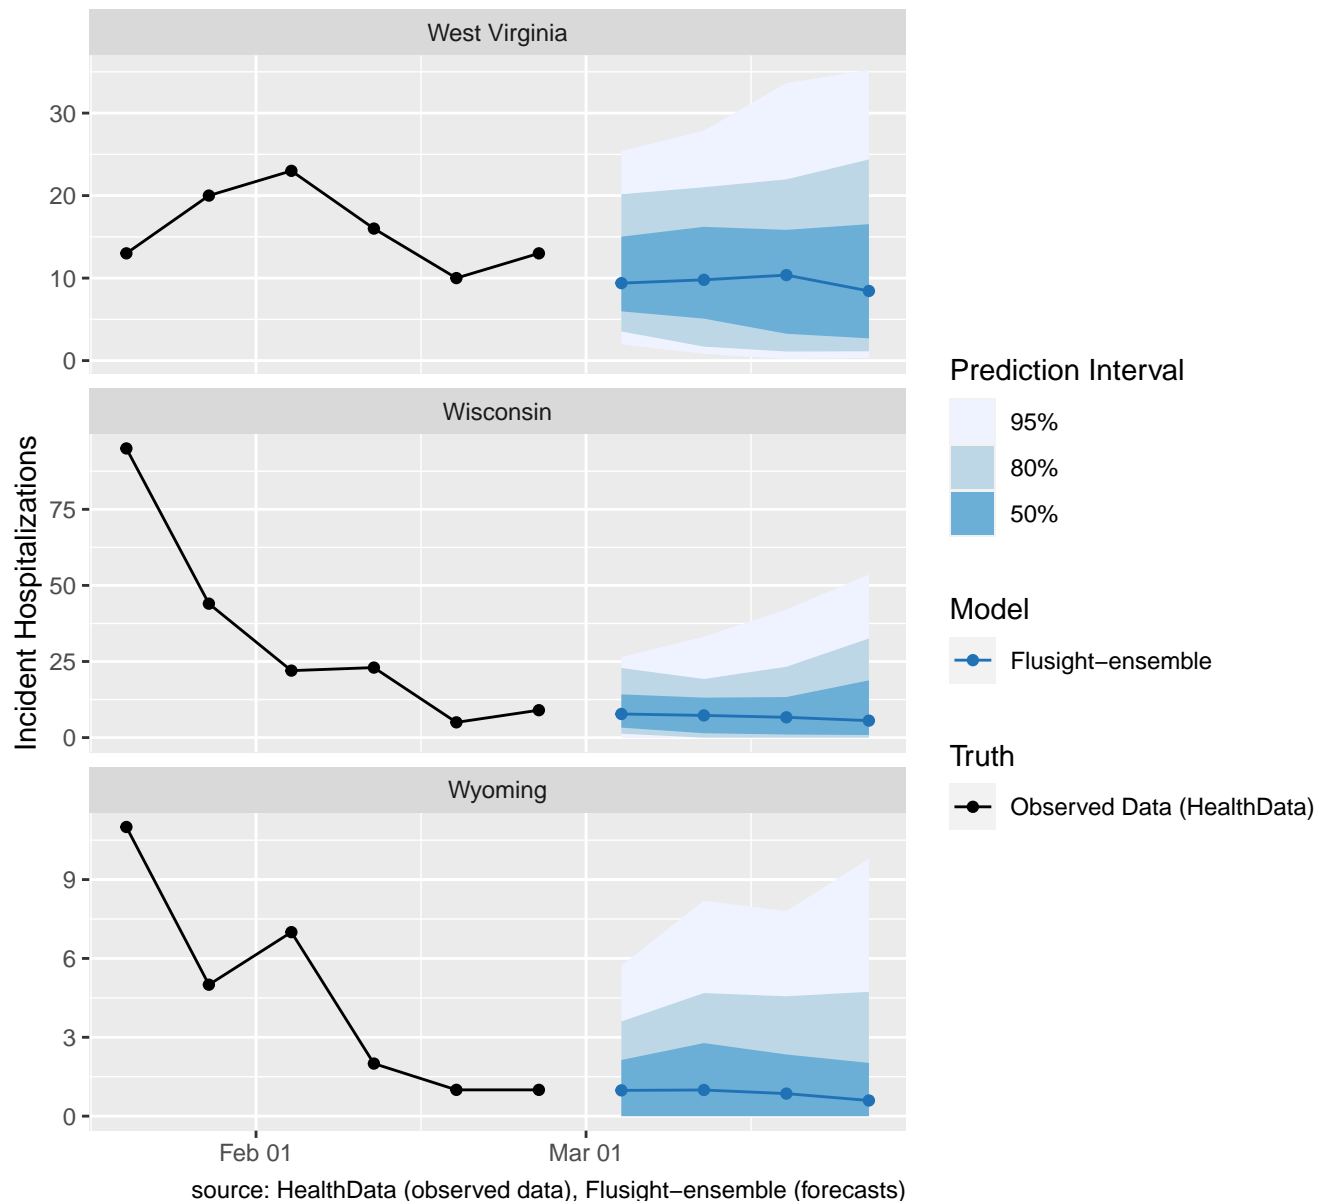 West Virginia
30
20
10
0
Wisconsin
75
50
25
0
Wyoming
9
6
3
0
Feb 01
Mar 01
Incident Hospitalizations
source: HealthData (observed data), Flusight−ensemble (forecasts)
Prediction Interval
95%
80%
50%
Model
Flusight−ensemble
Truth
Observed Data (HealthData)